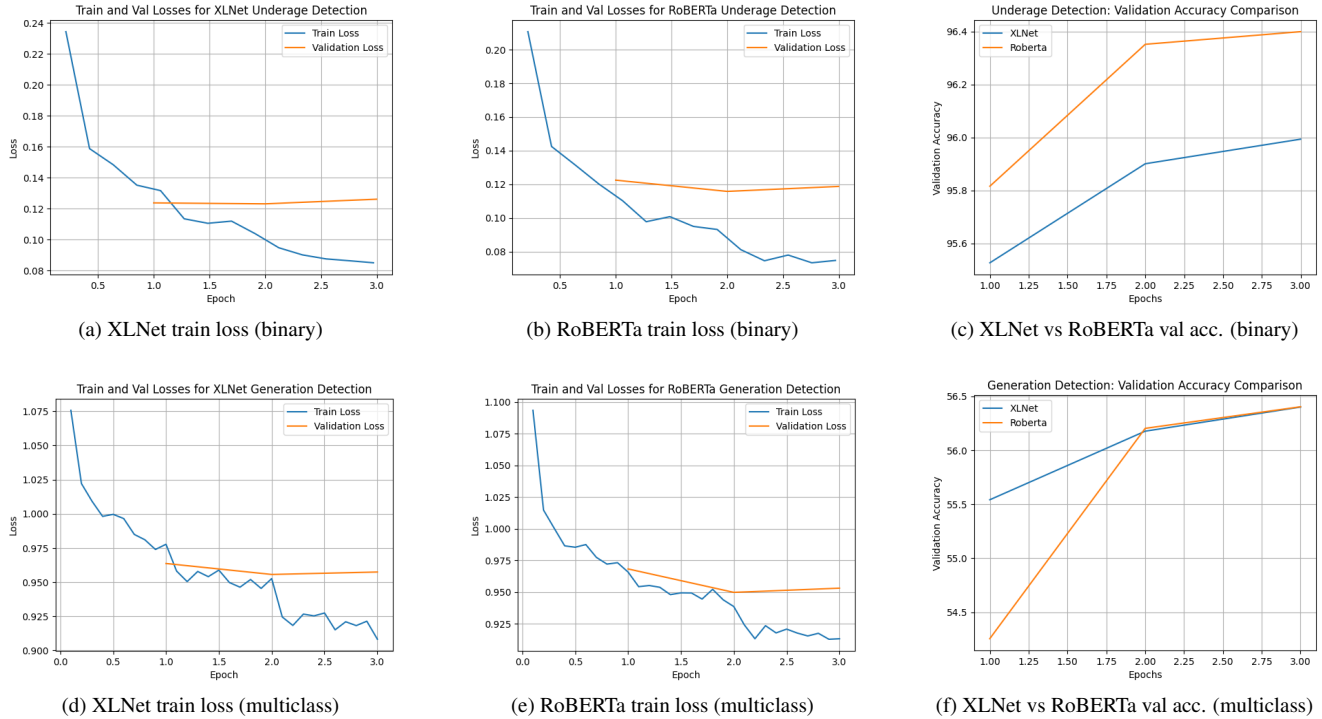 Train and Val Losses for XLNet Underage Detection
Train Loss
Validation Loss
0.24
0.22
0.20
0.18
0.16
0.14
0.12
0.10
0.08
Loss
0.5
1.0
1.5
2.0
2.5
3.0
Epoch
(a) XLNet train loss (binary)
Train and Val Losses for RoBERTa Underage Detection
Train Loss
Validation Loss
0.20
0.18
0.16
0.14
0.12
0.10
0.08
Loss
0.5
1.0
1.5
2.0
2.5
3.0
Epoch
(b) RoBERTa train loss (binary)
Underage Detection: Validation Accuracy Comparison
XLNet
Roberta
96.4
96.2
96.0
95.8
95.6
Validation Accuracy
1.00
1.25
1.50
1.75
2.00
2.25
2.50
2.75
3.00
Epochs
(c) XLNet vs RoBERTa val acc. (binary)
Train and Val Losses for XLNet Generation Detection
Train Loss
Validation Loss
1.075
1.050
1.025
1.000
0.975
0.950
0.925
0.900
Loss
0.0
0.5
1.0
1.5
2.0
2.5
3.0
Epoch
(d) XLNet train loss (multiclass)
Train and Val Losses for RoBERTa Generation Detection
Train Loss
Validation Loss
1.100
1.075
1.050
1.025
1.000
0.975
0.950
0.925
Loss
0.0
0.5
1.0
1.5
2.0
2.5
3.0
Epoch
(e) RoBERTa train loss (multiclass)
Generation Detection: Validation Accuracy Comparison
XLNet
Roberta
56.5
56.0
55.5
55.0
54.5
Validation Accuracy
1.00
1.25
1.50
1.75
2.00
2.25
2.50
2.75
3.00
Epochs
(f) XLNet vs RoBERTa val acc. (multiclass)